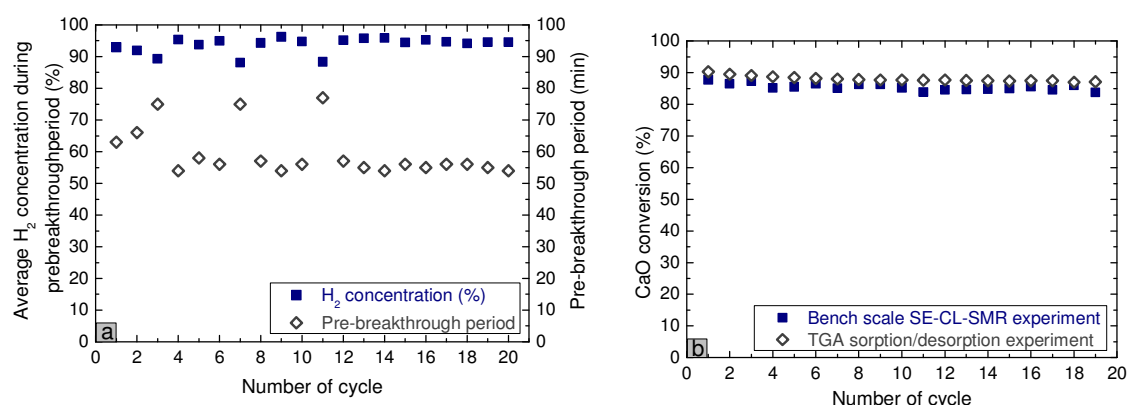 Average H2 concentration during
prebreakthroughperiod (%)
100
90
80
70
60
50
40
30
20
10
0
0 2 4 6 8 10 12 14 16 18 20
Number of cycle
100
90
80
70
60
50
40
30
20
10
0
Pre-breakthrough period (min)
H2 concentration (%)
Pre-breakthrough period
a
CaO conversion (%)
100
90
80
70
60
50
40
30
20
10
0
0 2 4 6 8 10 12 14 16 18 20
Number of cycle
Bench scale SE-CL-SMR experiment
TGA sorption/desorption experiment
b